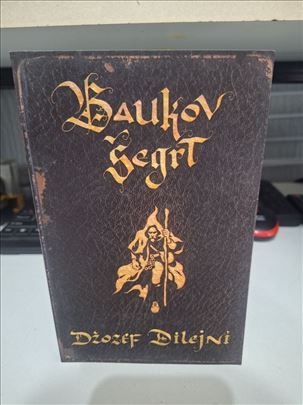 Baukov
Šegrt
Džozef Dilejni